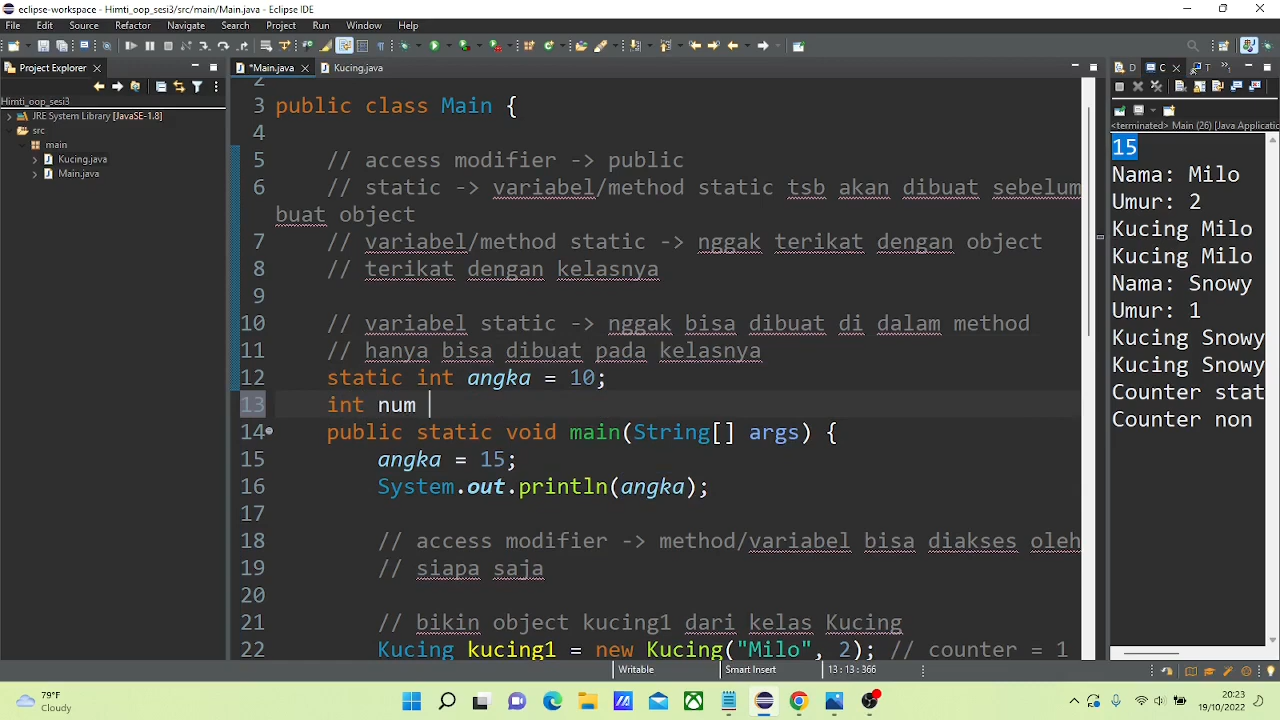 eclipse-workspace - Himti_oop_sesi3/src/main/Main.java - Eclipse IDE
File Edit Source Refactor Navigate Search Project Run Window Help
Project Explorer
Himti_oop_sesi3
JRE System Library [JavaSE-1.8]
src
main
Kucing.java
Main.java
*Main.java Kucing.java
2
3 public class Main {
4
5 // access modifier -> public
6 // static -> variabel/method static tsb akan dibuat sebelum
buat object
7 // variabel/method static -> nggak terikat dengan object
8 // terikat dengan kelasnya
9
10 // variabel static -> nggak bisa dibuat di dalam method
11 // hanya bisa dibuat pada kelasnya
12 static int angka = 10;
13 int num
14 public static void main(String[] args) {
15 angka = 15;
16 System.out.println(angka);
17
18 // access modifier -> method/variabel bisa diakses oleh
19 // siapa saja
20
21 // bikin object kucing1 dari kelas Kucing
22 Kucing kucing1 = new Kucing("Milo", 2); // counter = 1
D C T
<terminated> Main (26) [Java Applicatio
15
Nama: Milo
Umur: 2
Kucing Milo
Kucing Milo
Nama: Snowy
Umur: 1
Kucing Snowy
Kucing Snowy
Counter stat
Counter non
Writable Smart Insert 13 : 13 : 366
79°F
Cloudy
20:23
19/10/2022